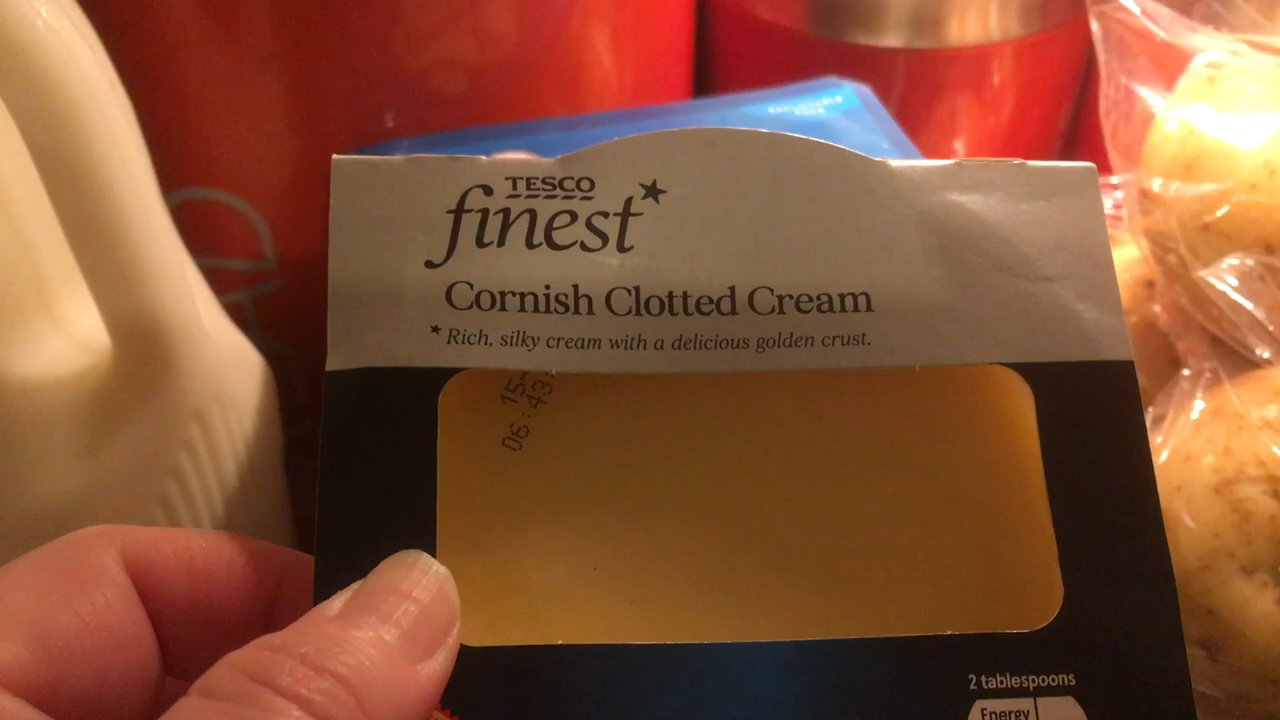 TESCO
finest*
Cornish Clotted Cream
* Rich, silky cream with a delicious golden crust.
15-
06:43
2 tablespoons
Energy